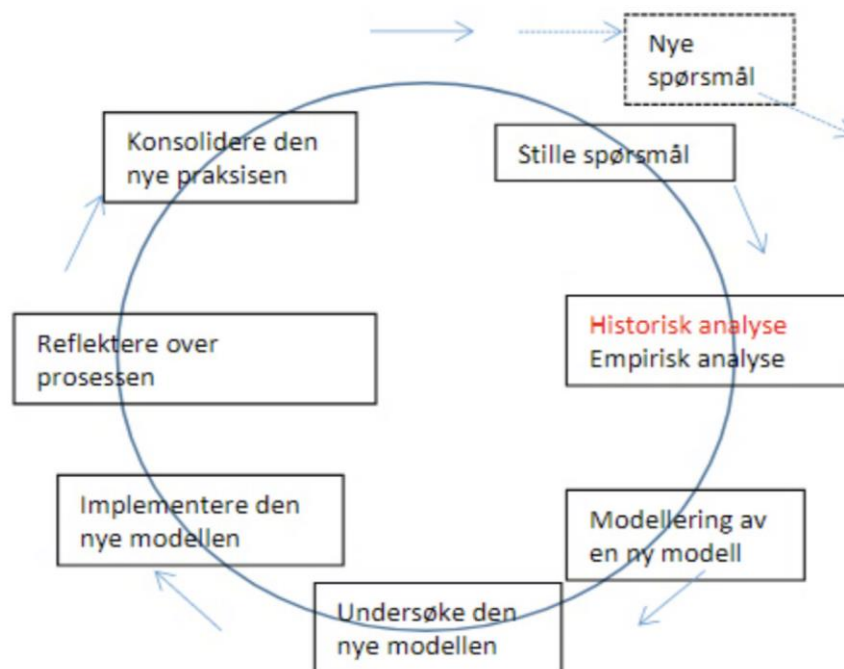 Nye
spørsmål
Stille spørsmål
Historisk analyse
Empirisk analyse
Modellering av
en ny modell
Undersøke den
nye modellen
Implementere den
nye modellen
Reflektere over
prosessen
Konsolidere den
nye praksisen